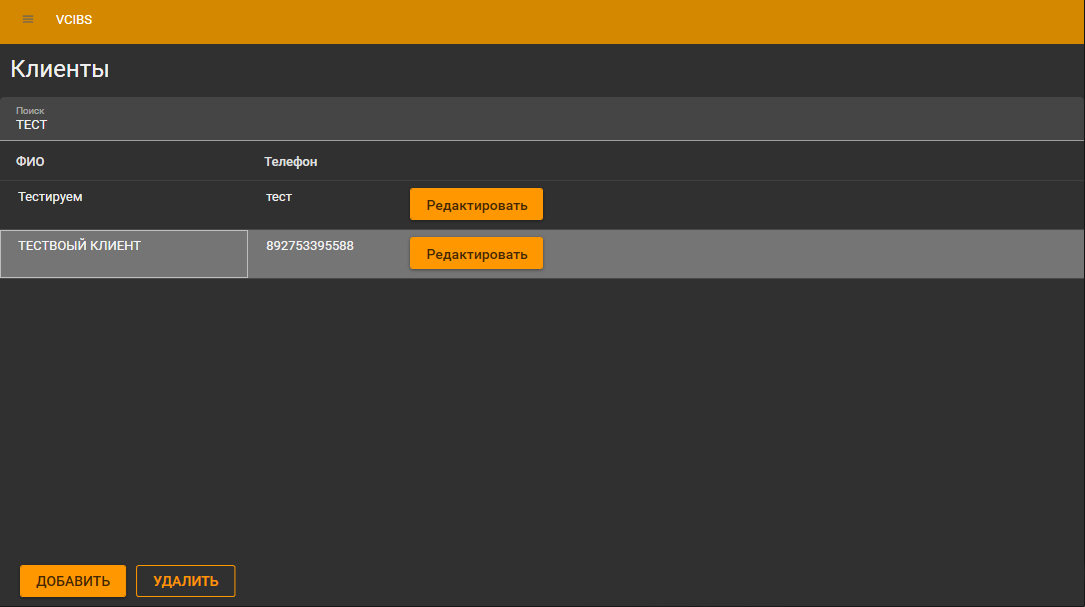 VCIBS
Клиенты
Поиск
ТЕСТ
ФИО Телефон
Тестируем тест Редактировать
ТЕСТВОЫЙ КЛИЕНТ 892753395588 Редактировать
ДОБАВИТЬ УДАЛИТЬ